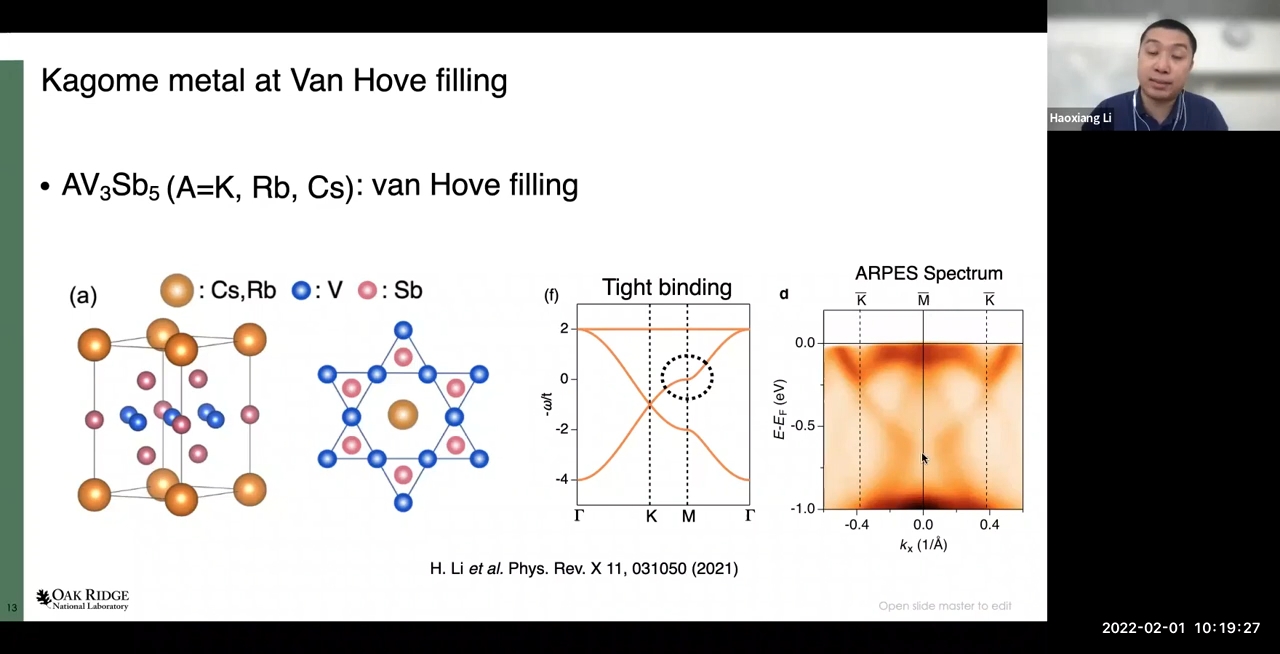 Kagome metal at Van Hove filling
Haoxiang Li
• AV₃Sb₅ (A=K, Rb, Cs): van Hove filling
(a)
: Cs,Rb
: V
: Sb
(f)
Tight binding
2
0
-2
-4
-ω/t
Γ
K
M
Γ
ARPES Spectrum
d
K̅
M̅
K̅
0.0
-0.5
-1.0
E-E_F (eV)
-0.4
0.0
0.4
kₓ (1/Å)
H. Li et al. Phys. Rev. X 11, 031050 (2021)
13
OAK RIDGE
National Laboratory
Open slide master to edit
2022-02-01 10:19:27